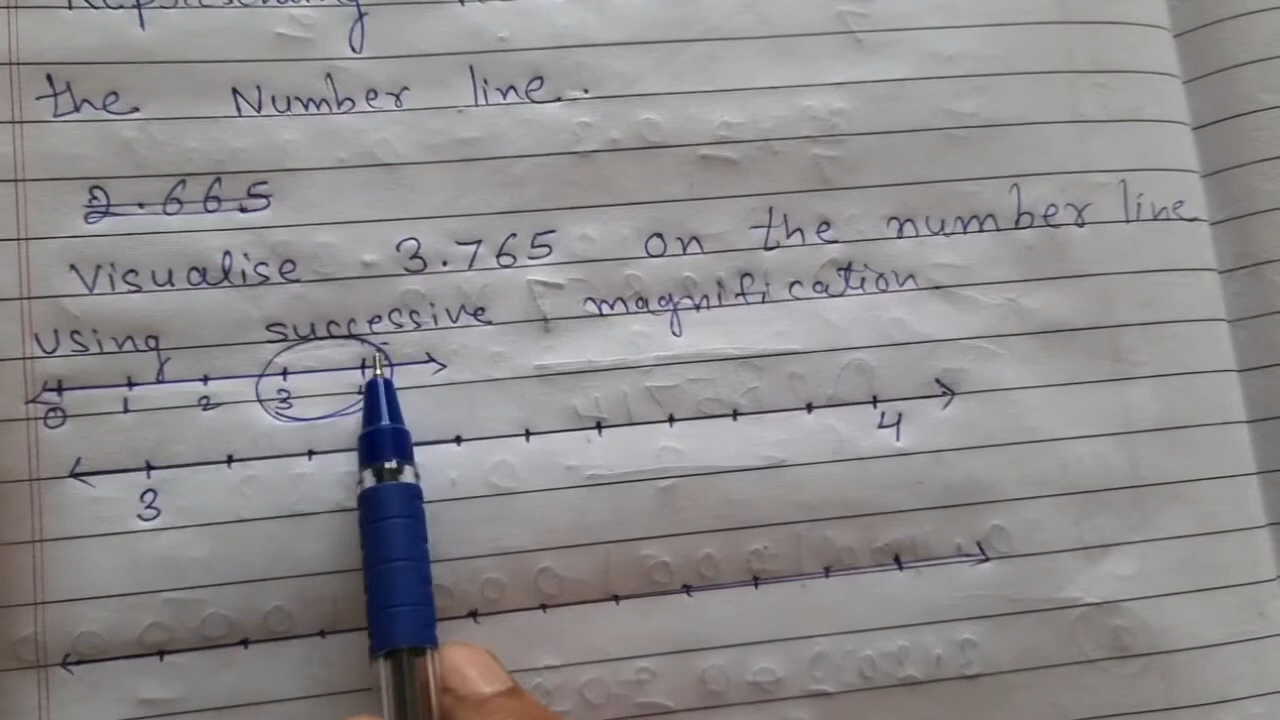 the Number line.
2.665
Visualise 3.765 on the number line
Using successive magnification
0 1 2 3
4
3